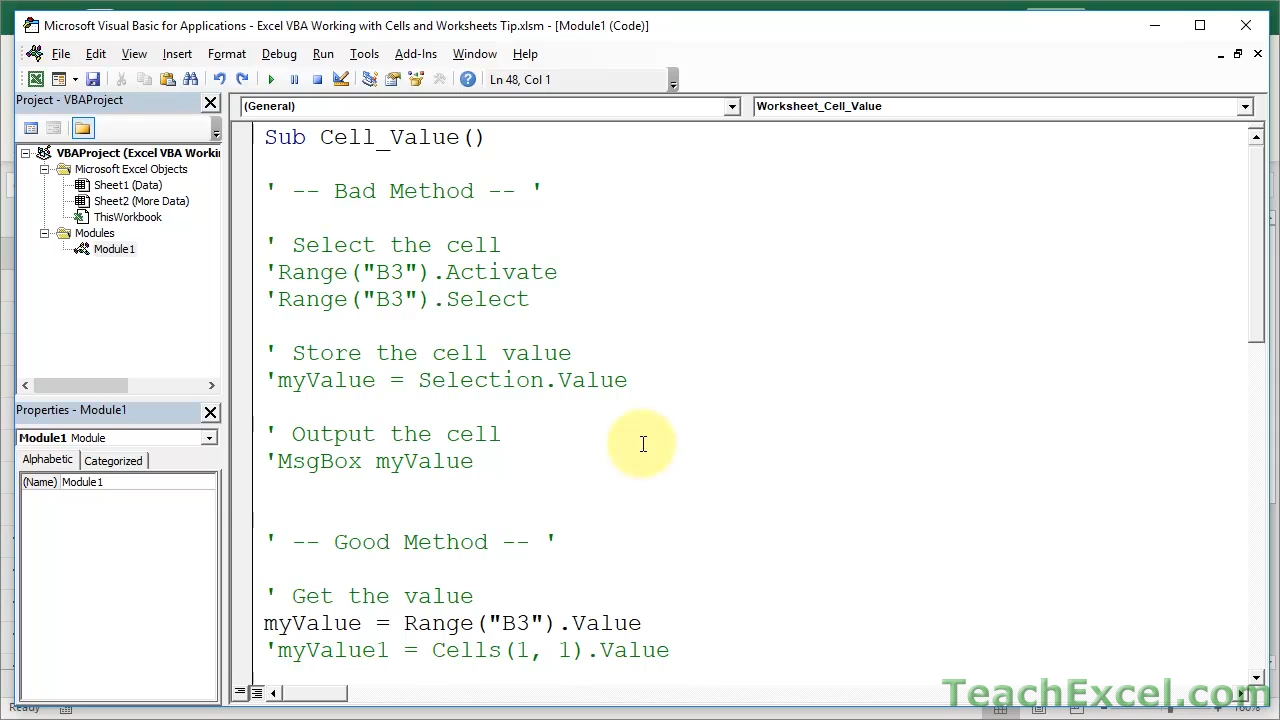 Microsoft Visual Basic for Applications - Excel VBA Working with Cells and Worksheets Tip.xlsm - [Module1 (Code)]
File Edit View Insert Format Debug Run Tools Add-Ins Window Help
Ln 48, Col 1
Project - VBAProject
(General)
Worksheet_Cell_Value
VBAProject (Excel VBA Worki
Microsoft Excel Objects
Sheet1 (Data)
Sheet2 (More Data)
ThisWorkbook
Modules
Module1
Properties - Module1
Module1 Module
Alphabetic Categorized
(Name) Module1
Sub Cell_Value()
' -- Bad Method -- '
' Select the cell
'Range("B3").Activate
'Range("B3").Select
' Store the cell value
'myValue = Selection.Value
' Output the cell
'MsgBox myValue
' -- Good Method -- '
' Get the value
myValue = Range("B3").Value
'myValue1 = Cells(1, 1).Value
TeachExcel.com
Ready